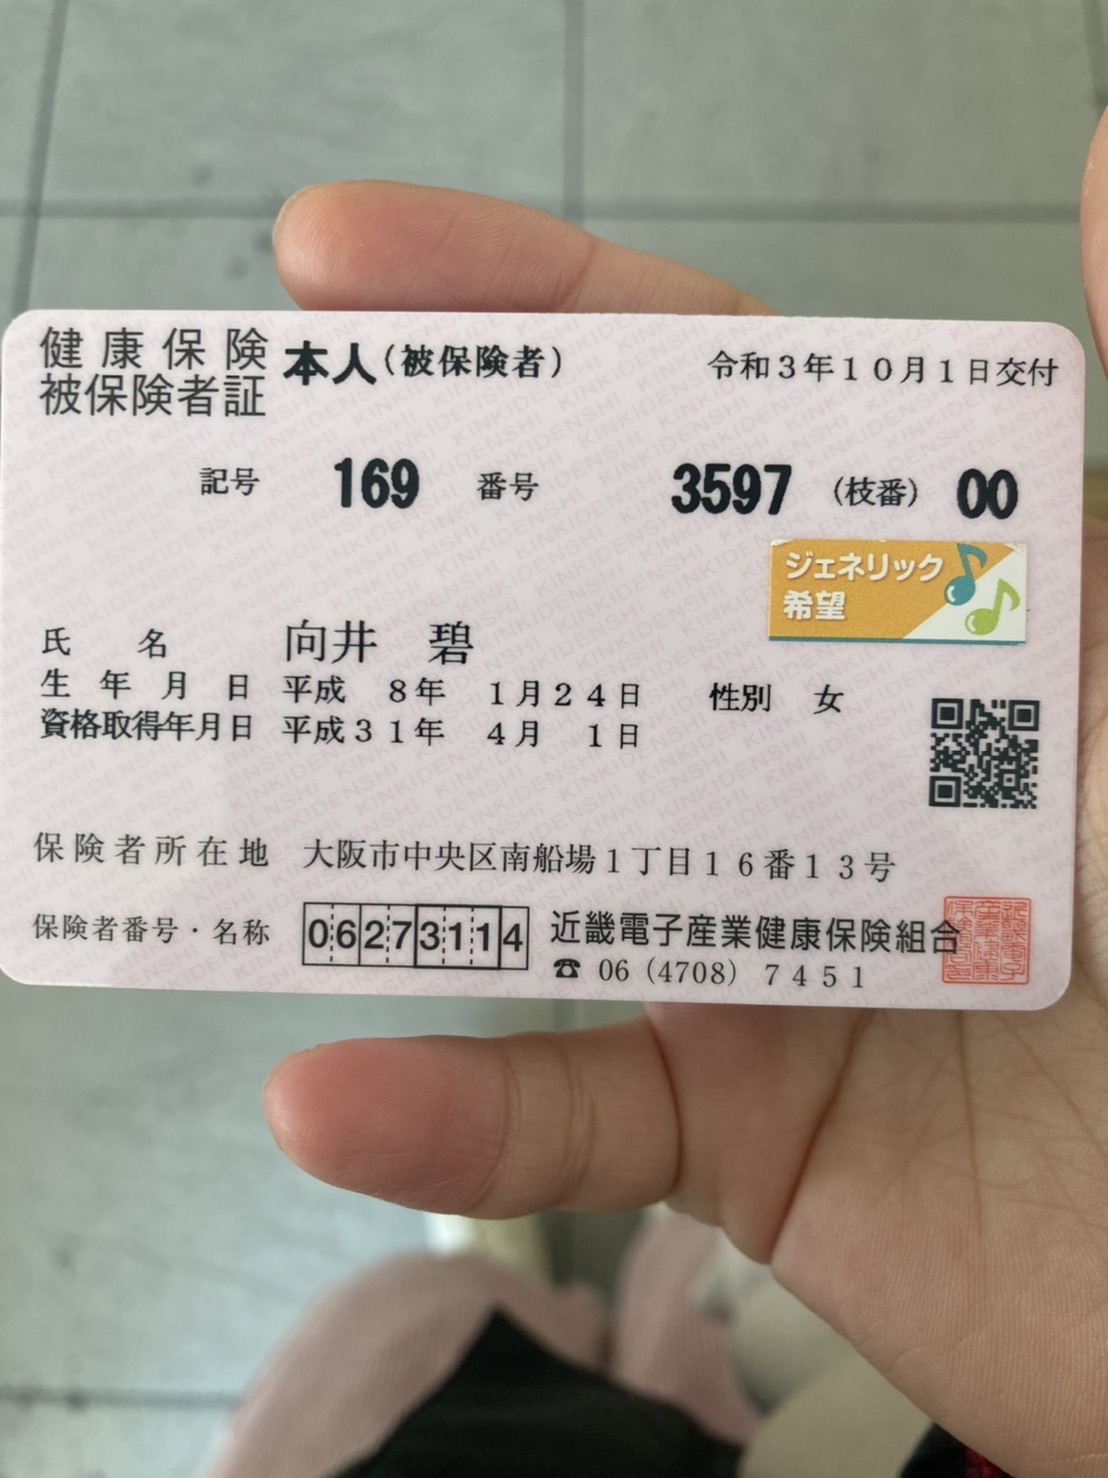 健康保険
被保険者証
本人(被保険者)
令和3年10月1日交付
記号 169 番号 3597 (枝番) 00
ジェネリック
希望
氏名 向井 碧
生年月日 平成 8年 1月24日 性別 女
資格取得年月日 平成31年 4月 1日
保険者所在地 大阪市中央区南船場1丁目16番13号
保険者番号・名称 06273114 近畿電子産業健康保険組合
☎ 06 (4708) 7451